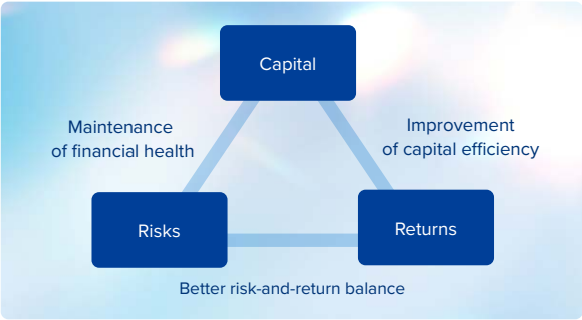 Capital
Maintenance
of financial health
Improvement
of capital efficiency
Risks
Returns
Better risk-and-return balance